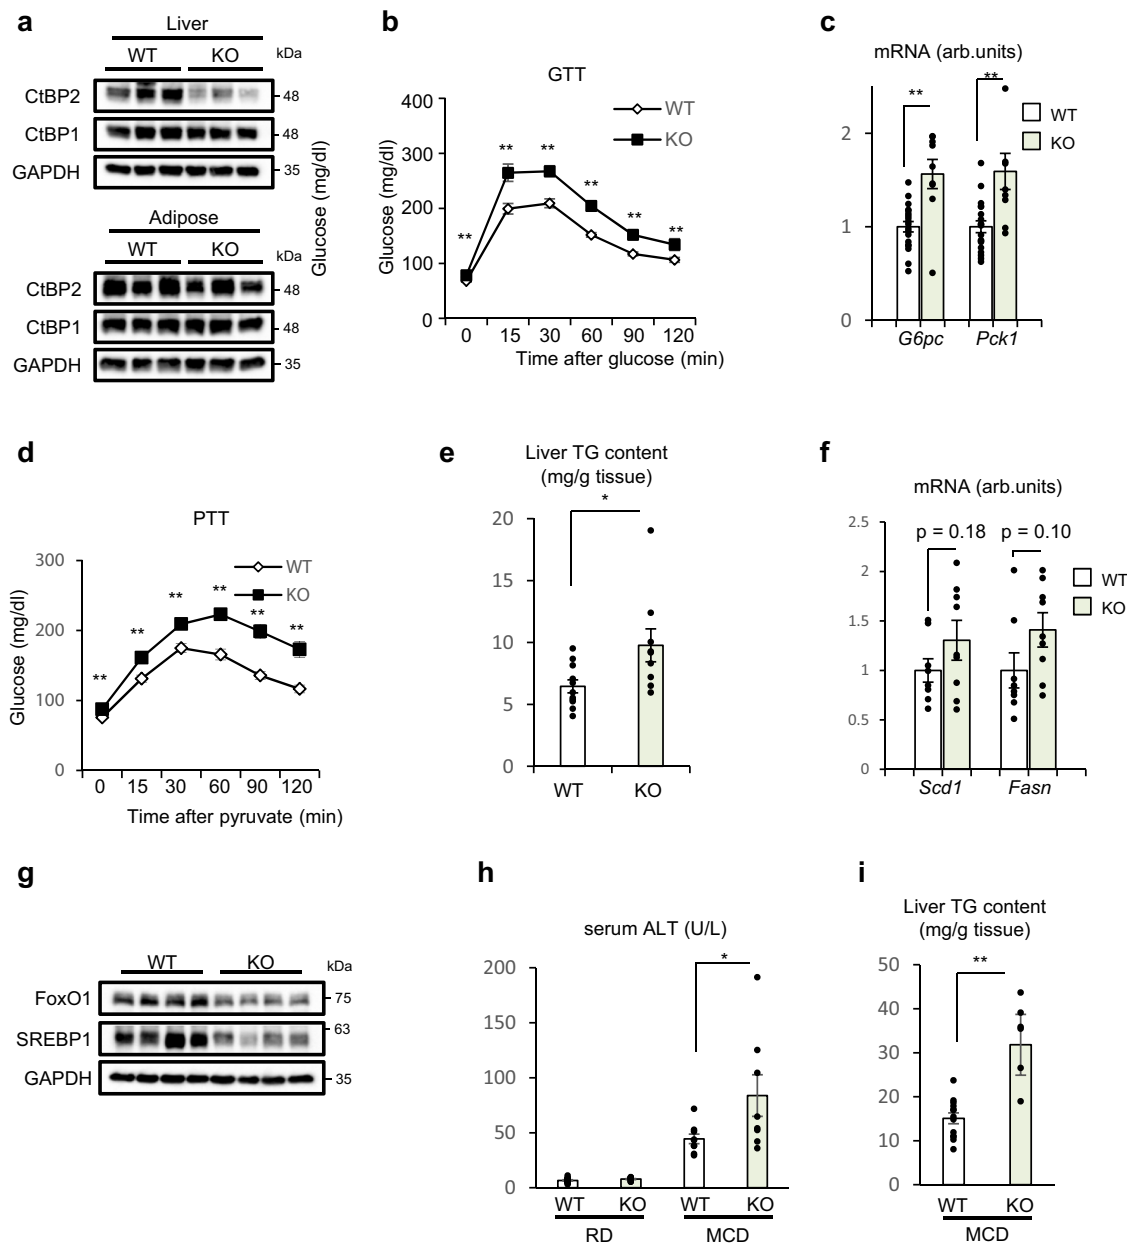 a
Liver
WT KO kDa
CtBP2 48
CtBP1 48
GAPDH 35
Adipose
WT KO kDa
CtBP2 48
CtBP1 48
GAPDH 35
Glucose (mg/dl)
b
GTT
WT
KO
Glucose (mg/dl)
400
300
200
100
0
** ** ** ** ** **
0 15 30 60 90 120
Time after glucose (min)
c
mRNA (arb.units)
** **
WT
KO
2
1
0
G6pc Pck1
d
PTT
WT
KO
Glucose (mg/dl)
300
200
100
0
** ** ** ** ** **
0 15 30 60 90 120
Time after pyruvate (min)
e
Liver TG content
(mg/g tissue)
*
20
15
10
5
0
WT KO
f
mRNA (arb.units)
p = 0.18 p = 0.10
WT
KO
2.5
2
1.5
1
0.5
0
Scd1 Fasn
g
WT KO kDa
FoxO1 75
SREBP1 63
GAPDH 35
h
serum ALT (U/L)
*
200
150
100
50
0
WT KO WT KO
RD MCD
i
Liver TG content
(mg/g tissue)
**
50
40
30
20
10
0
WT KO
MCD